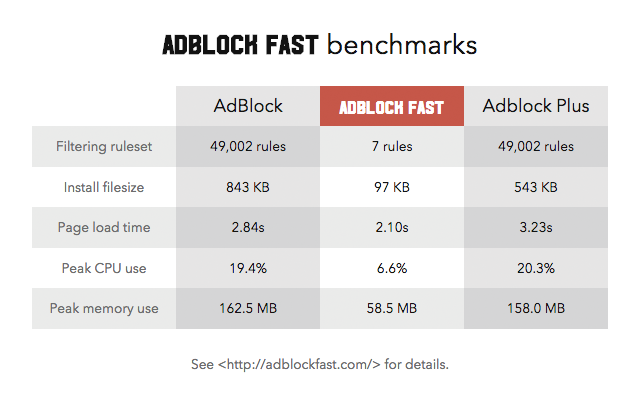 ADBLOCK FAST benchmarks
AdBlock ADBLOCK FAST Adblock Plus
Filtering ruleset 49,002 rules 7 rules 49,002 rules
Install filesize 843 KB 97 KB 543 KB
Page load time 2.84s 2.10s 3.23s
Peak CPU use 19.4% 6.6% 20.3%
Peak memory use 162.5 MB 58.5 MB 158.0 MB
See <http://adblockfast.com/> for details.